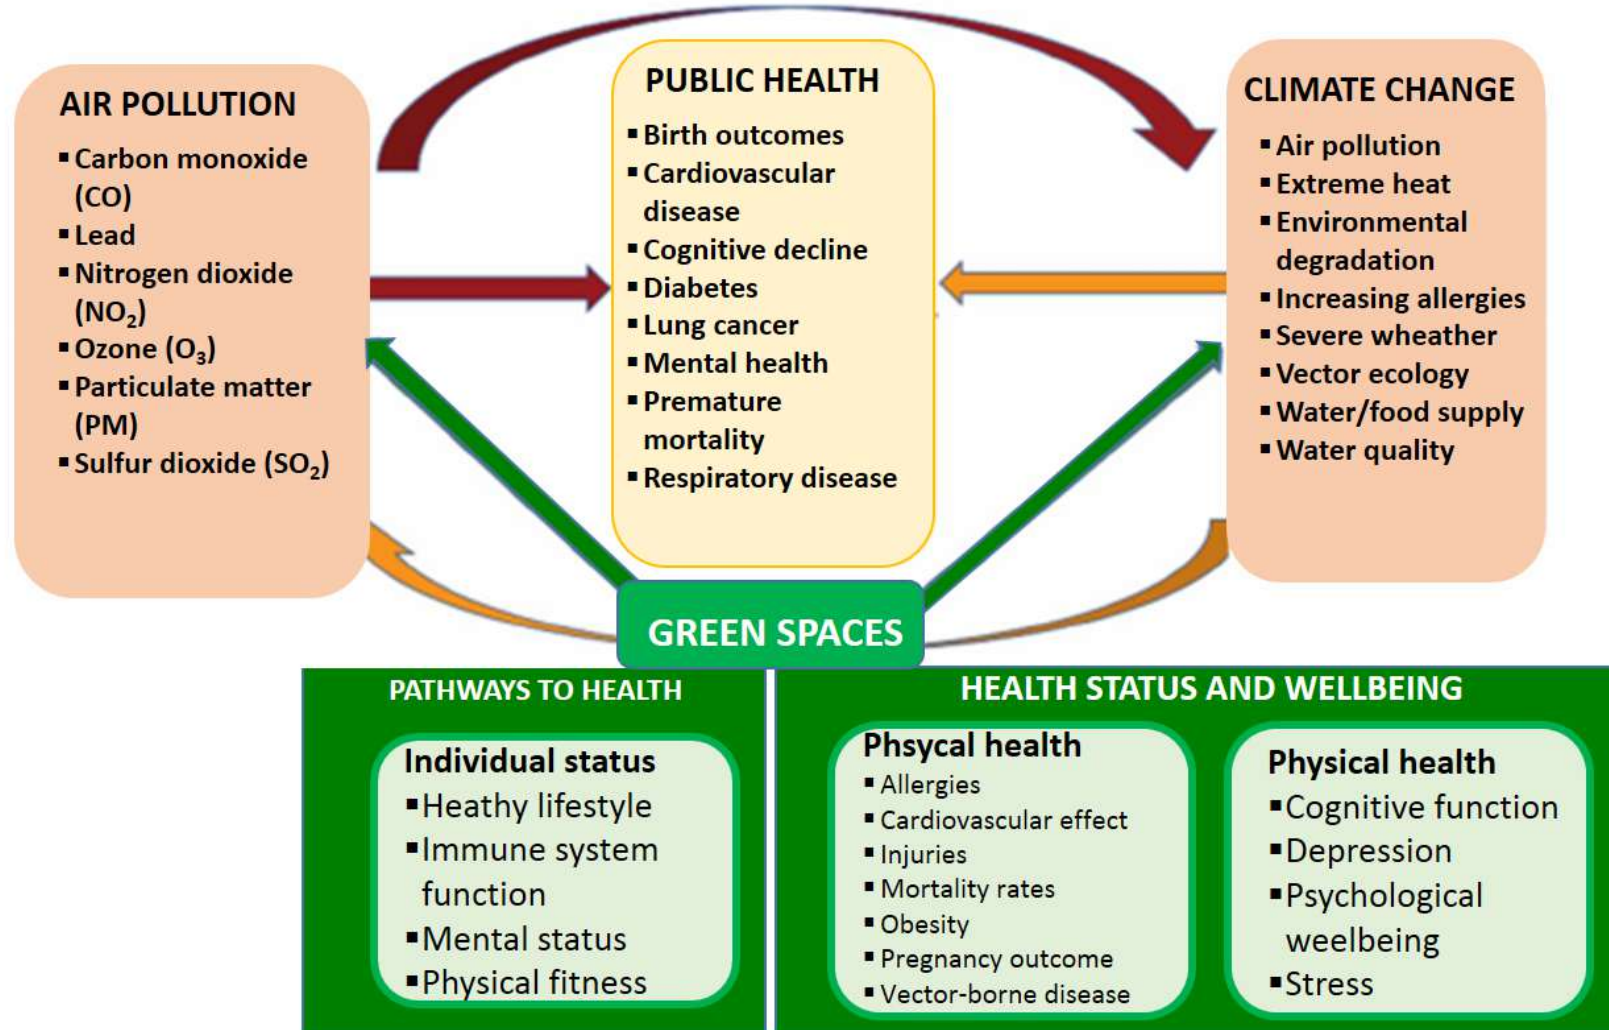 AIR POLLUTION
▪ Carbon monoxide
(CO)
▪ Lead
▪ Nitrogen dioxide
(NO₂)
▪ Ozone (O₃)
▪ Particulate matter
(PM)
▪ Sulfur dioxide (SO₂)
PUBLIC HEALTH
▪ Birth outcomes
▪ Cardiovascular
disease
▪ Cognitive decline
▪ Diabetes
▪ Lung cancer
▪ Mental health
▪ Premature
mortality
▪ Respiratory disease
CLIMATE CHANGE
▪ Air pollution
▪ Extreme heat
▪ Environmental
degradation
▪ Increasing allergies
▪ Severe wheather
▪ Vector ecology
▪ Water/food supply
▪ Water quality
GREEN SPACES
PATHWAYS TO HEALTH
Individual status
▪ Heathy lifestyle
▪ Immune system
function
▪ Mental status
▪ Physical fitness
HEALTH STATUS AND WELLBEING
Phsycal health
▪ Allergies
▪ Cardiovascular effect
▪ Injuries
▪ Mortality rates
▪ Obesity
▪ Pregnancy outcome
▪ Vector-borne disease
Physical health
▪ Cognitive function
▪ Depression
▪ Psychological
weelbeing
▪ Stress